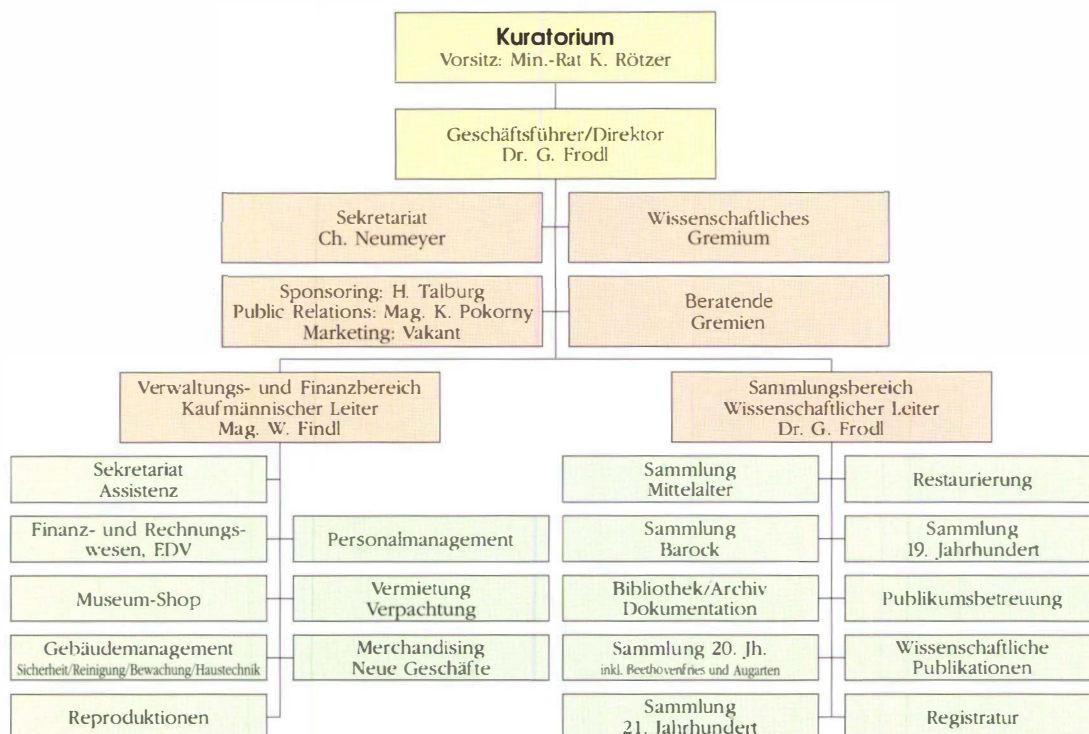 Kuratorium
Vorsitz: Min.-Rat K. Rötzer
Geschäftsführer/Direktor
Dr. G. Frodl
Sekretariat
Ch. Neumeyer
Wissenschaftliches
Gremium
Sponsoring: H. Talburg
Public Relations: Mag. K. Pokorny
Marketing: Vakant
Beratende
Gremien
Verwaltungs- und Finanzbereich
Kaufmännischer Leiter
Mag. W. Findl
Sammlungsbereich
Wissenschaftlicher Leiter
Dr. G. Frodl
Sekretariat
Assistenz
Finanz- und Rechnungs-
wesen, EDV
Personalmanagement
Museum-Shop
Vermietung
Verpachtung
Gebäudemanagement
Sicherheit/Reinigung/Bewachung/Haustechnik
Merchandising
Neue Geschäfte
Reproduktionen
Sammlung
Mittelalter
Restaurierung
Sammlung
Barock
Sammlung
19. Jahrhundert
Bibliothek/Archiv
Dokumentation
Publikumsbetreuung
Sammlung 20. Jh.
inkl. Beethovenfries und Augarten
Wissenschaftliche
Publikationen
Sammlung
21. Jahrhundert
Registratur